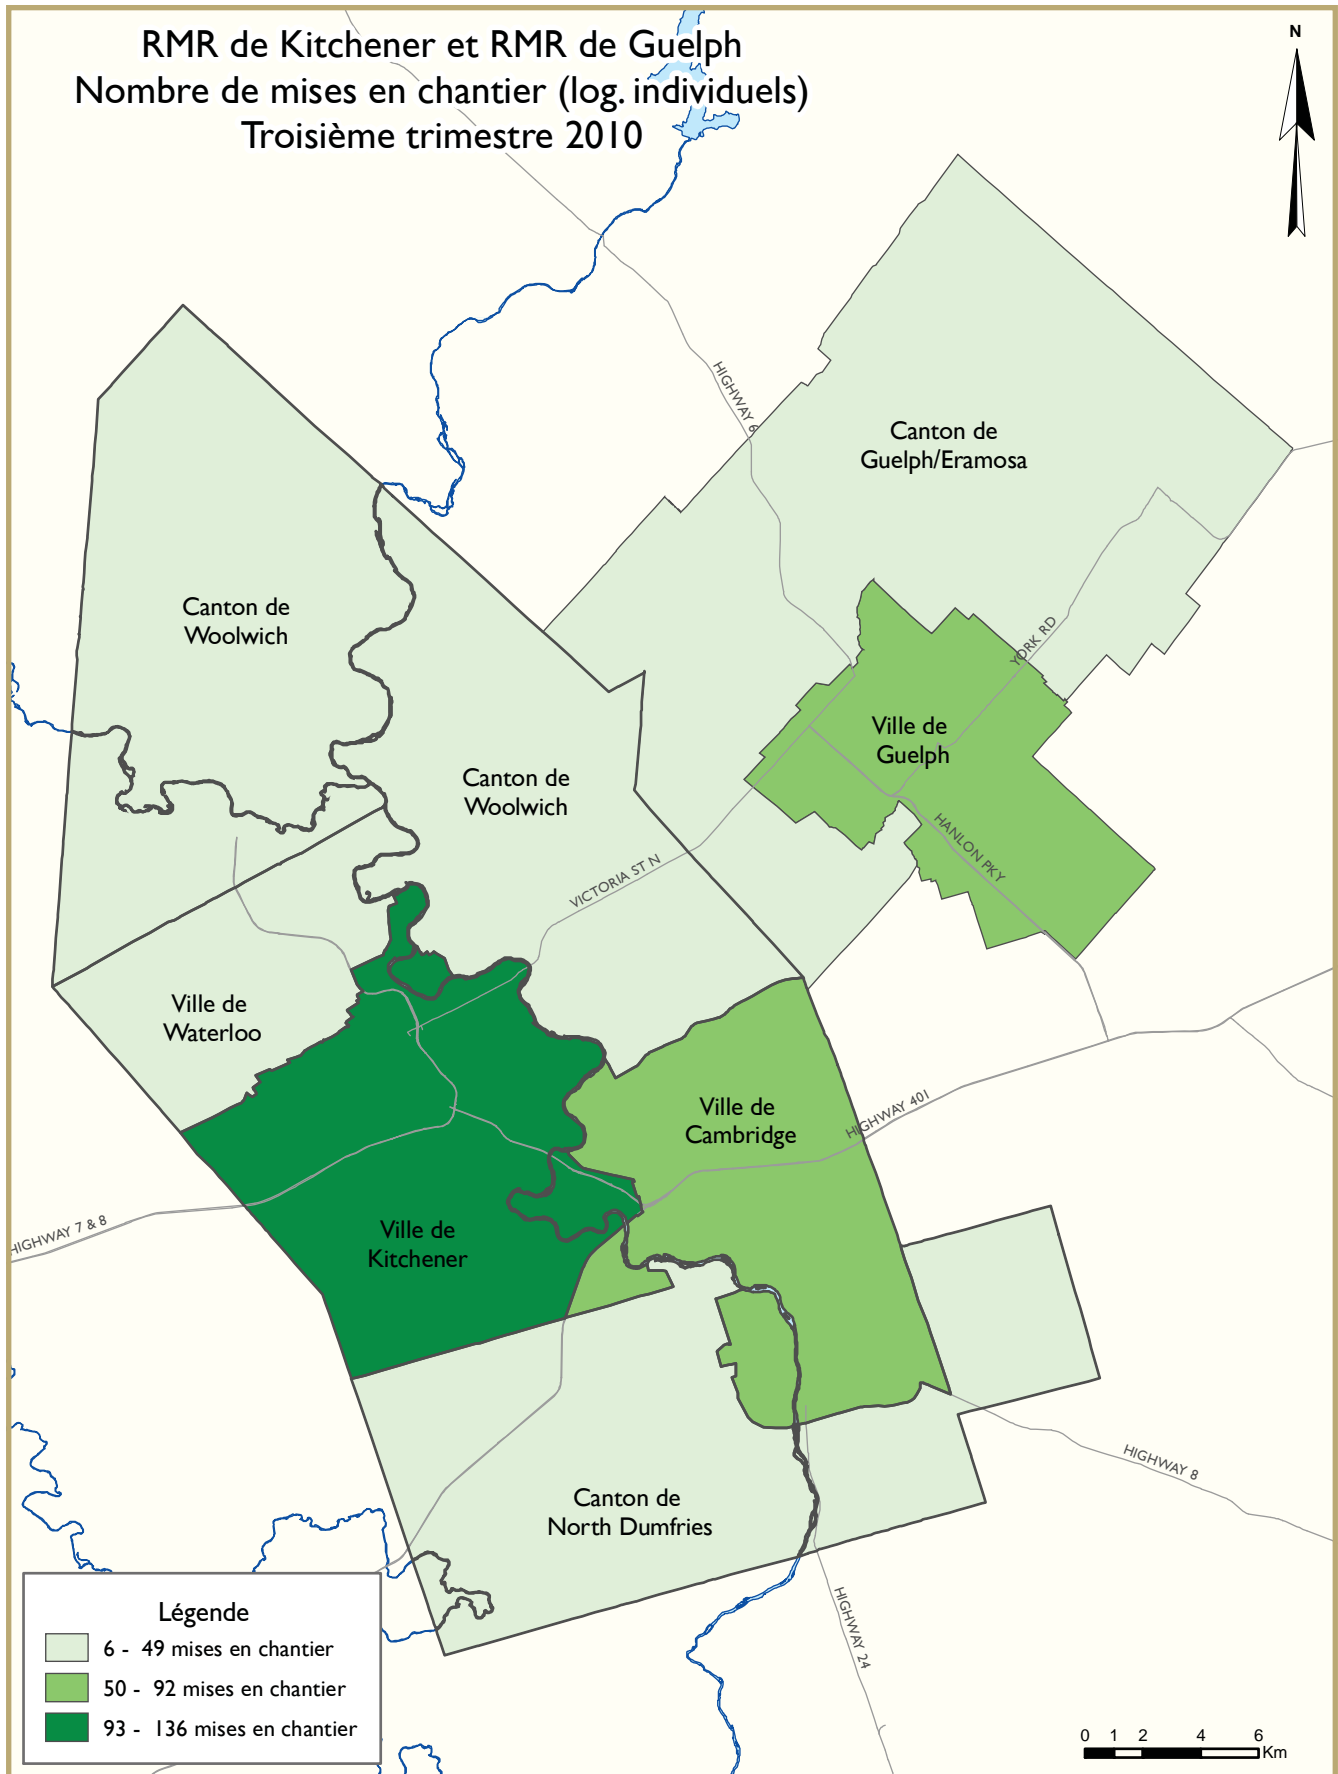 RMR de Kitchener et RMR de Guelph
Nombre de mises en chantier (log. individuels)
Troisième trimestre 2010
N
HIGHWAY 6
Canton de
Guelph/Eramosa
Canton de
Woolwich
YORK RD
Ville de
Guelph
Canton de
Woolwich
HANLON PKY
VICTORIA ST N
Ville de
Waterloo
Ville de
Cambridge
HIGHWAY 401
HIGHWAY 7 & 8
Ville de
Kitchener
HIGHWAY 8
Canton de
North Dumfries
HIGHWAY 24
Légende
6 - 49 mises en chantier
50 - 92 mises en chantier
93 - 136 mises en chantier
0 1 2 4 6
Km